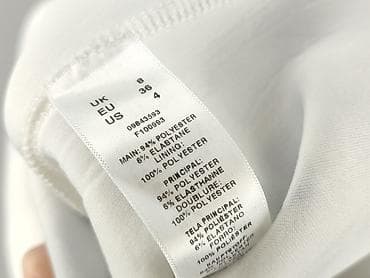 UK 8
EU 36
US 4
09843593
F100993
MAIN: 94% POLYESTER
6% ELASTANE
LINING:
100% POLYESTER
PRINCIPAL:
94% POLYESTER
6% ELASTHANNE
DOUBLURE:
100% POLYESTER
TELA PRINCIPAL:
94% POLIÉSTER
6% ELASTANO
FORRO:
100% POLIÉSTER